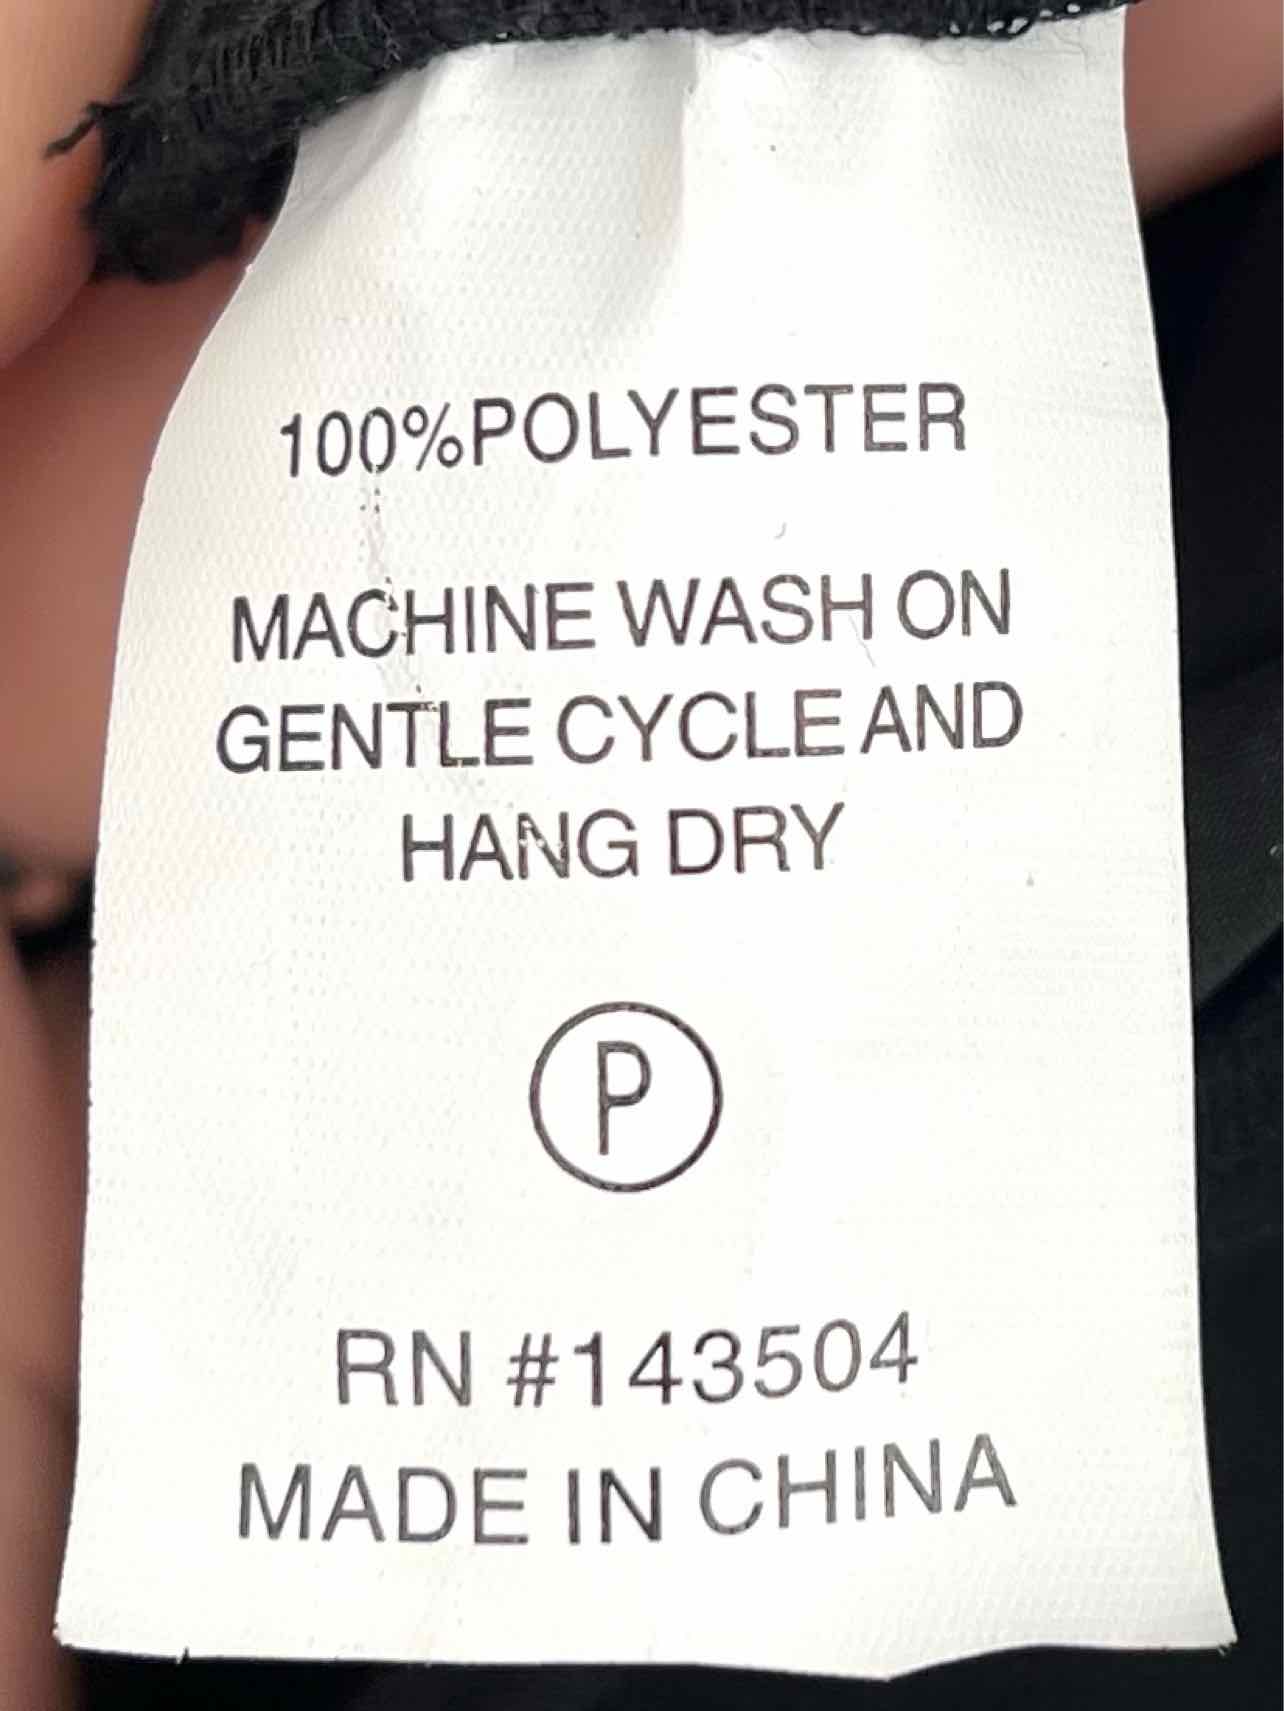 100%POLYESTER
MACHINE WASH ON
GENTLE CYCLE AND
HANG DRY
P
RN #143504
MADE IN CHINA